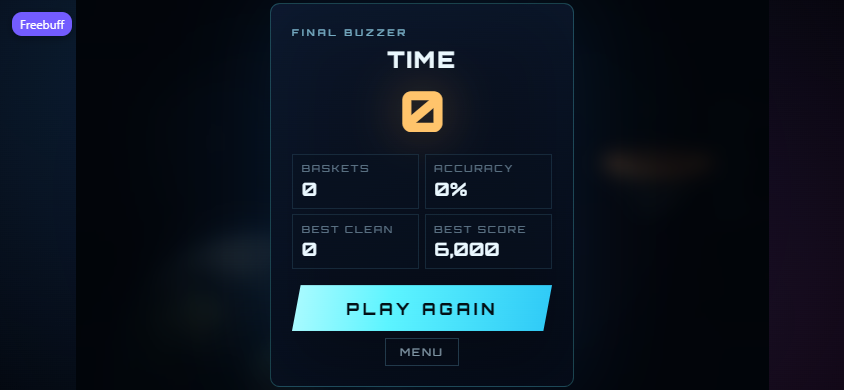 Freebuff
FINAL BUZZER
TIME
0
BASKETS
0
ACCURACY
0%
BEST CLEAN
0
BEST SCORE
6,000
PLAY AGAIN
MENU